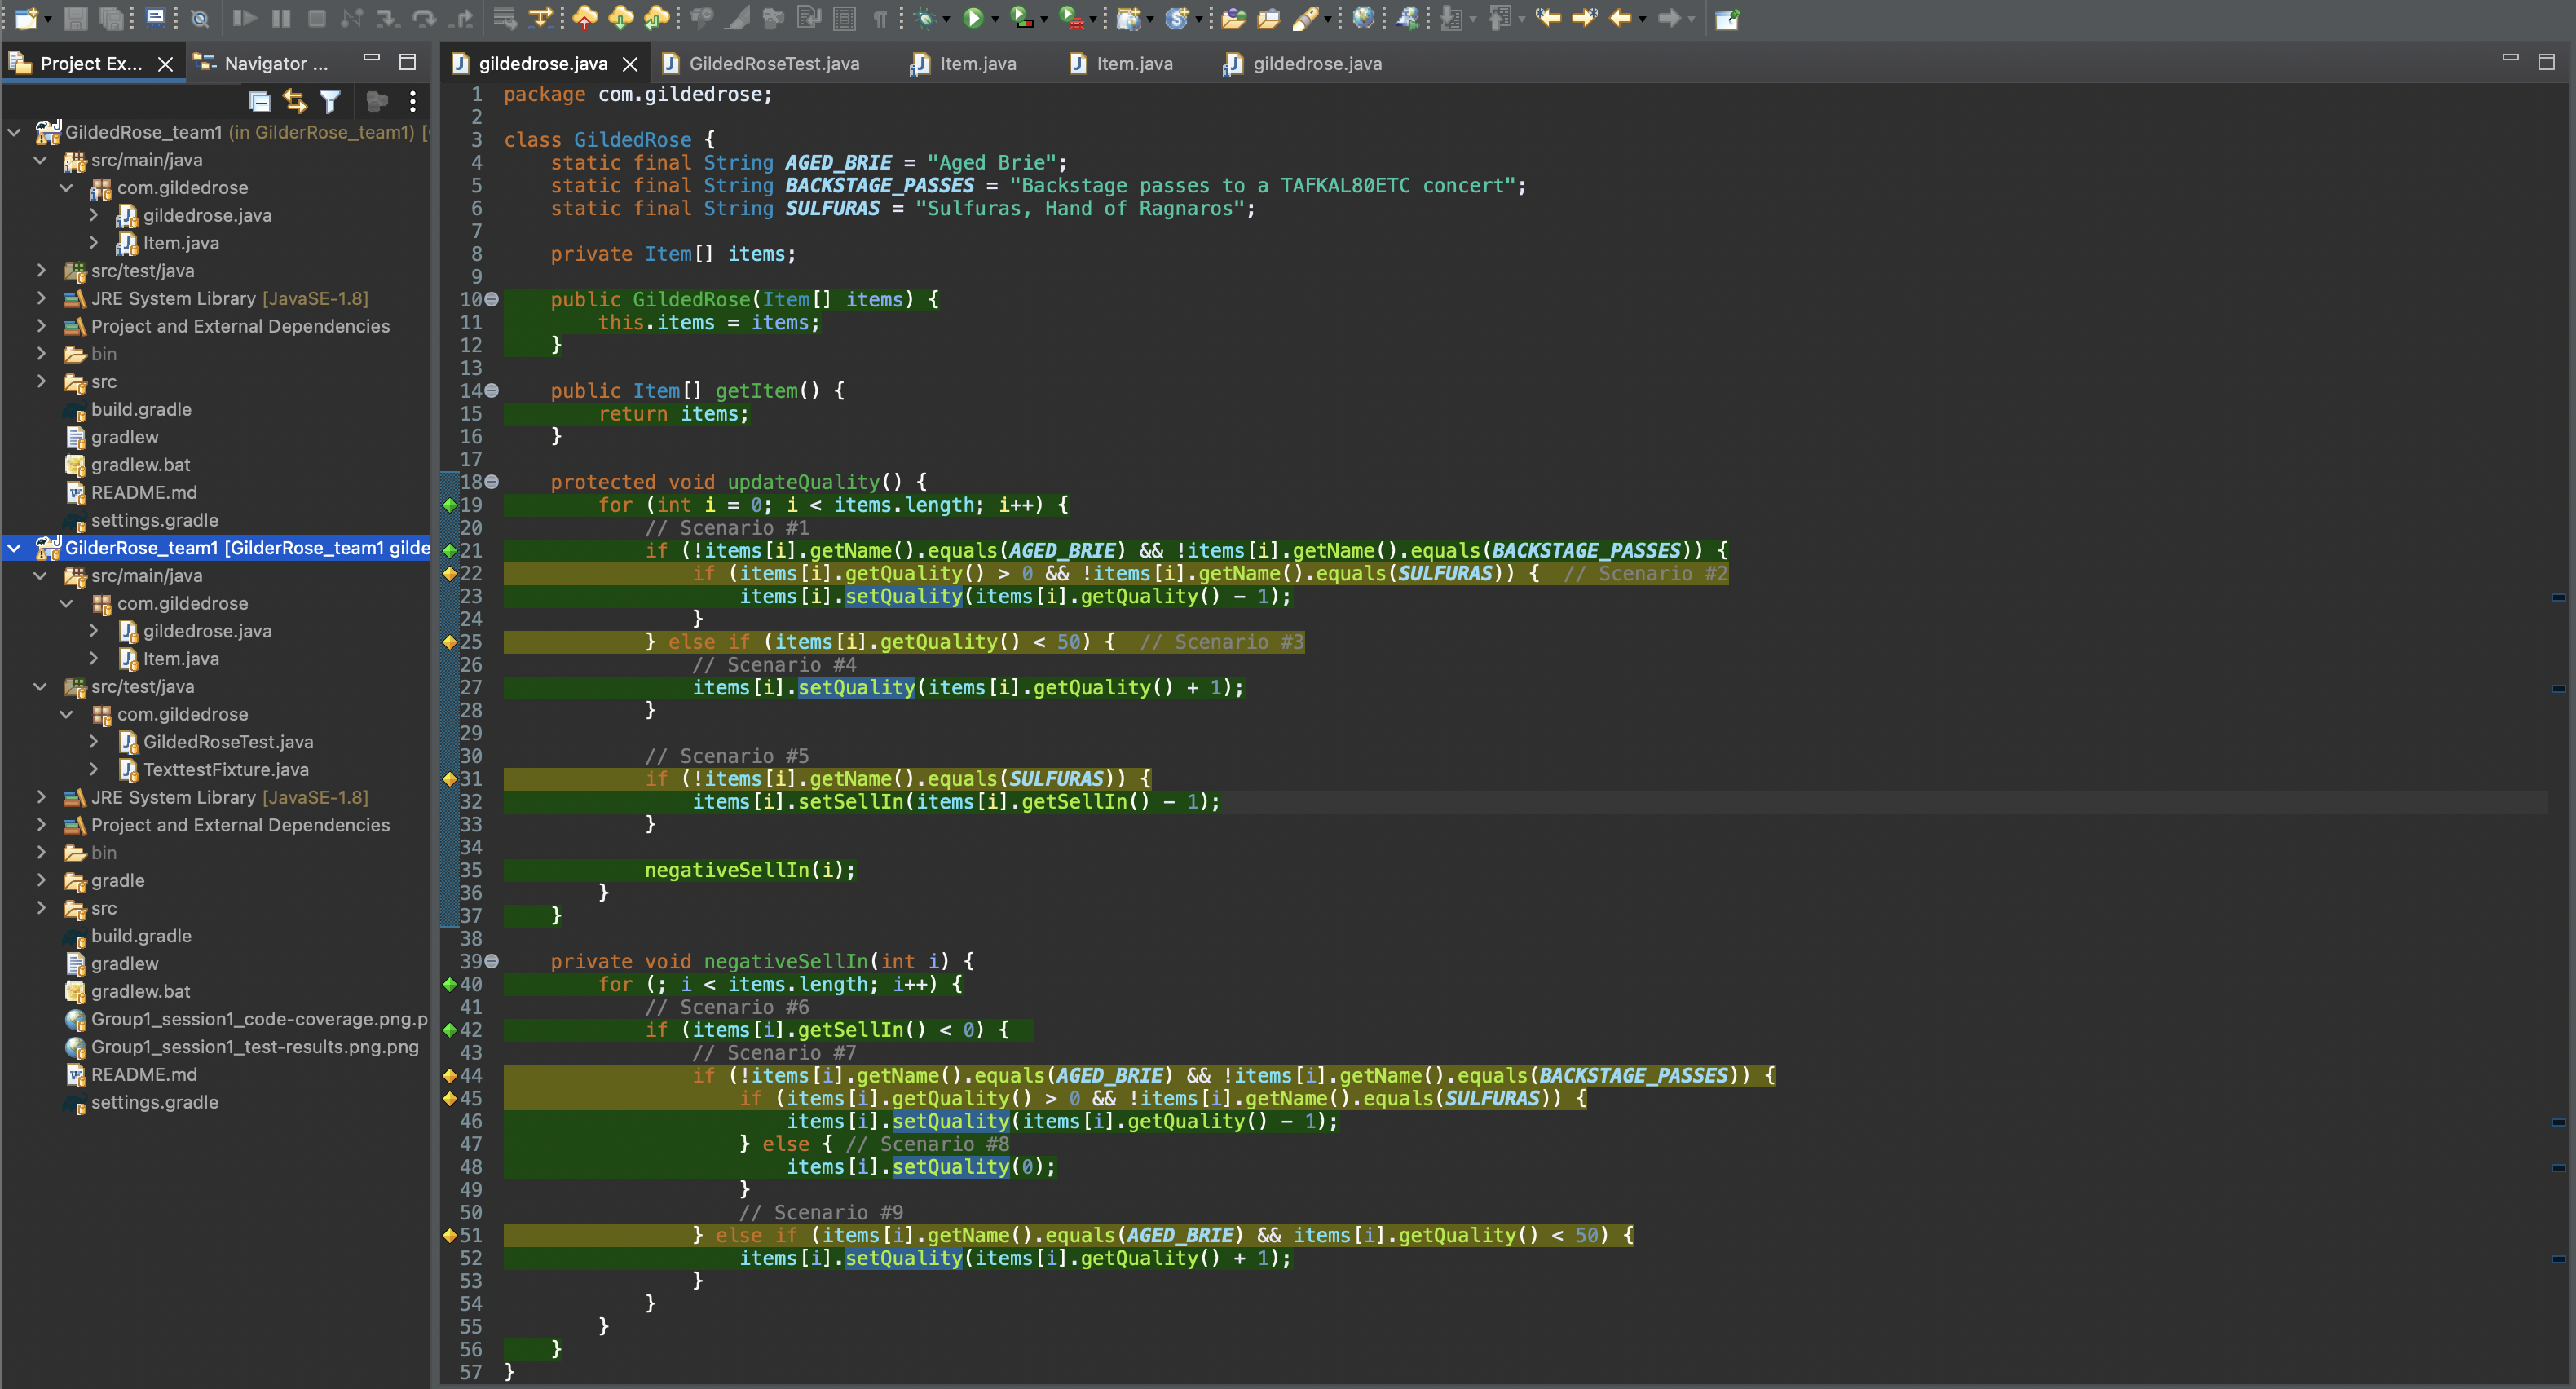 Project Ex...
Navigator ...
GildedRose_team1 (in GilderRose_team1) [
src/main/java
com.gildedrose
gildedrose.java
Item.java
src/test/java
JRE System Library [JavaSE-1.8]
Project and External Dependencies
bin
src
build.gradle
gradlew
gradlew.bat
README.md
settings.gradle
GilderRose_team1 [GilderRose_team1 gilde
src/main/java
com.gildedrose
gildedrose.java
Item.java
src/test/java
com.gildedrose
GildedRoseTest.java
TexttestFixture.java
JRE System Library [JavaSE-1.8]
Project and External Dependencies
bin
gradle
src
build.gradle
gradlew
gradlew.bat
Group1_session1_code-coverage.png.p
Group1_session1_test-results.png.png
README.md
settings.gradle
gildedrose.java
GildedRoseTest.java
Item.java
Item.java
gildedrose.java
1 package com.gildedrose;
2
3 class GildedRose {
4 static final String AGED_BRIE = "Aged Brie";
5 static final String BACKSTAGE_PASSES = "Backstage passes to a TAFKAL80ETC concert";
6 static final String SULFURAS = "Sulfuras, Hand of Ragnaros";
7
8 private Item[] items;
9
10 public GildedRose(Item[] items) {
11 this.items = items;
12 }
13
14 public Item[] getItem() {
15 return items;
16 }
17
18 protected void updateQuality() {
19 for (int i = 0; i < items.length; i++) {
20 // Scenario #1
21 if (!items[i].getName().equals(AGED_BRIE) && !items[i].getName().equals(BACKSTAGE_PASSES)) {
22 if (items[i].getQuality() > 0 && !items[i].getName().equals(SULFURAS)) { // Scenario #2
23 items[i].setQuality(items[i].getQuality() - 1);
24 }
25 } else if (items[i].getQuality() < 50) { // Scenario #3
26 // Scenario #4
27 items[i].setQuality(items[i].getQuality() + 1);
28 }
29
30 // Scenario #5
31 if (!items[i].getName().equals(SULFURAS)) {
32 items[i].setSellIn(items[i].getSellIn() - 1);
33 }
34
35 negativeSellIn(i);
36 }
37 }
38
39 private void negativeSellIn(int i) {
40 for (; i < items.length; i++) {
41 // Scenario #6
42 if (items[i].getSellIn() < 0) {
43 // Scenario #7
44 if (!items[i].getName().equals(AGED_BRIE) && !items[i].getName().equals(BACKSTAGE_PASSES)) {
45 if (items[i].getQuality() > 0 && !items[i].getName().equals(SULFURAS)) {
46 items[i].setQuality(items[i].getQuality() - 1);
47 } else { // Scenario #8
48 items[i].setQuality(0);
49 }
50 // Scenario #9
51 } else if (items[i].getName().equals(AGED_BRIE) && items[i].getQuality() < 50) {
52 items[i].setQuality(items[i].getQuality() + 1);
53 }
54 }
55 }
56 }
57 }